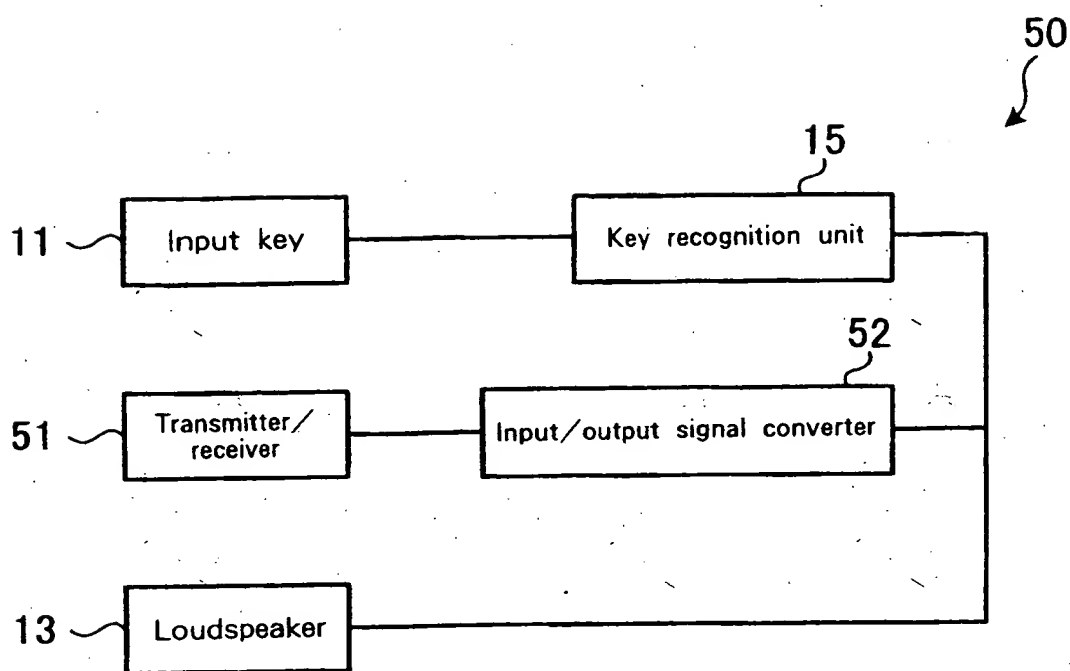 50
15
11
Input key
Key recognition unit
52
51
Transmitter/
receiver
Input/output signal converter
13
Loudspeaker